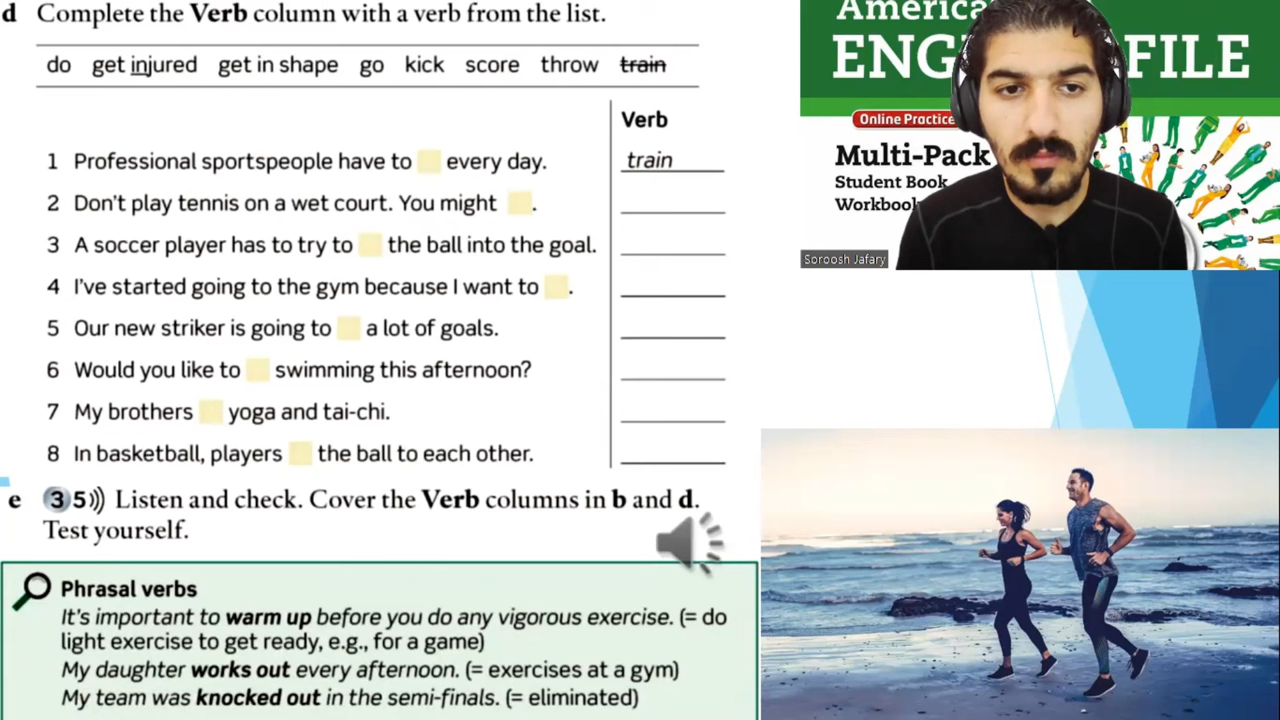 d Complete the Verb column with a verb from the list.
do get injured get in shape go kick score throw train
Verb
1 Professional sportspeople have to every day. train
2 Don't play tennis on a wet court. You might .
3 A soccer player has to try to the ball into the goal.
4 I've started going to the gym because I want to .
5 Our new striker is going to a lot of goals.
6 Would you like to swimming this afternoon?
7 My brothers yoga and tai-chi.
8 In basketball, players the ball to each other.
e 3 5 Listen and check. Cover the Verb columns in b and d.
Test yourself.
Phrasal verbs
It's important to warm up before you do any vigorous exercise. (= do
light exercise to get ready, e.g., for a game)
My daughter works out every afternoon. (= exercises at a gym)
My team was knocked out in the semi-finals. (= eliminated)
FILE
Online Practice
Multi-Pack
Student Book
Workbook
Soroosh Jafary